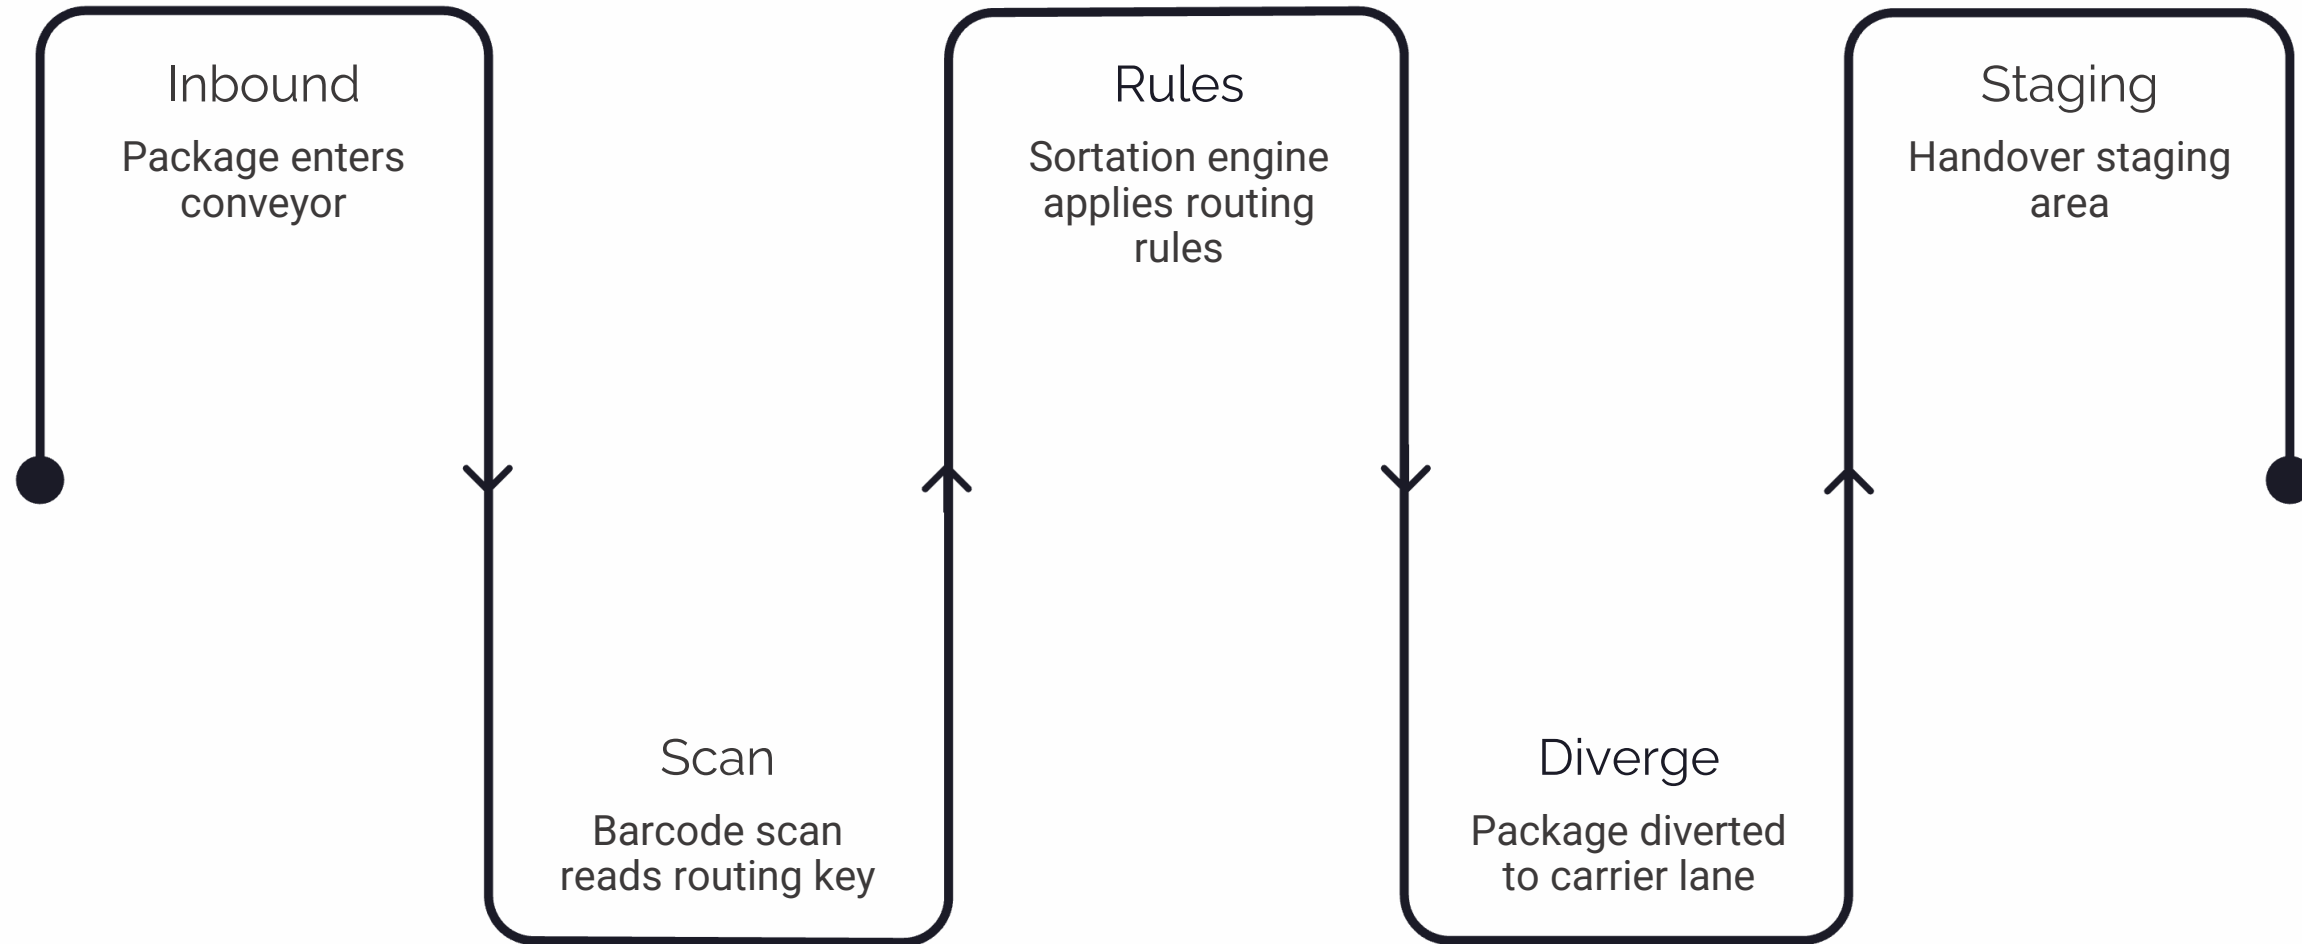 Inbound
Package enters
conveyor
Scan
Barcode scan
reads routing key
Rules
Sortation engine
applies routing
rules
Diverge
Package diverted
to carrier lane
Staging
Handover staging
area